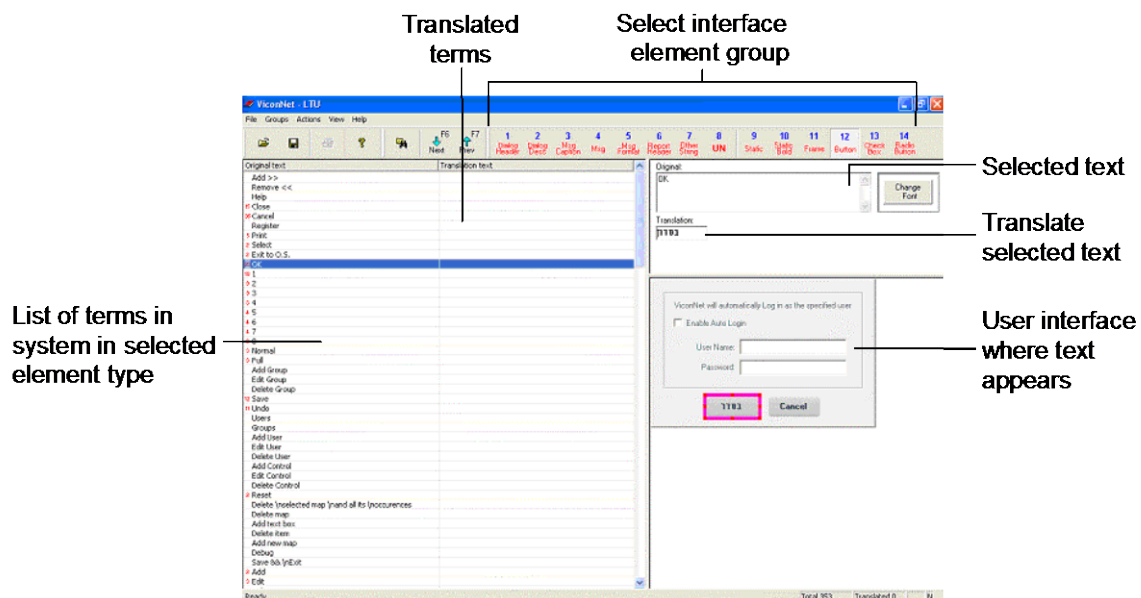 Translated
terms
Select interface
element group
ViconNet - LTU
File Groups Actions View Help
F6
Next
F7
Prev
1
Dialog
Header
2
Dialog
Desc
3
Msg
Caption
4
Msg
5
Msg
Format
6
Report
Header
7
Other
String
8
UN
9
Static
10
Static
Bold
11
Frame
12
Button
13
Check
Box
14
Radio
Button
Original text Translation text
Add >>
Remove <<
Help
Close
Cancel
Register
Print
Select
Exit to O.S.
OK
1
2
3
4
5
6
7
8
Normal
Full
Add Group
Edit Group
Delete Group
Save
Undo
Users
Groups
Add User
Edit User
Delete User
Add Control
Edit Control
Delete Control
Reset
Delete \nselected map \nand all its \noccurences
Delete map
Add text box
Delete item
Add new map
Debug
Save && \nExit
Add
Edit
Ready
Original:
OK
Change
Font
Translation:
בסדר
ViconNet will automatically Log in as the specified user
Enable Auto Login
User Name:
Password:
בסדר
Cancel
Total 353 Translated 0 N
Selected text
Translate
selected text
User interface
where text
appears
List of terms in
system in selected
element type